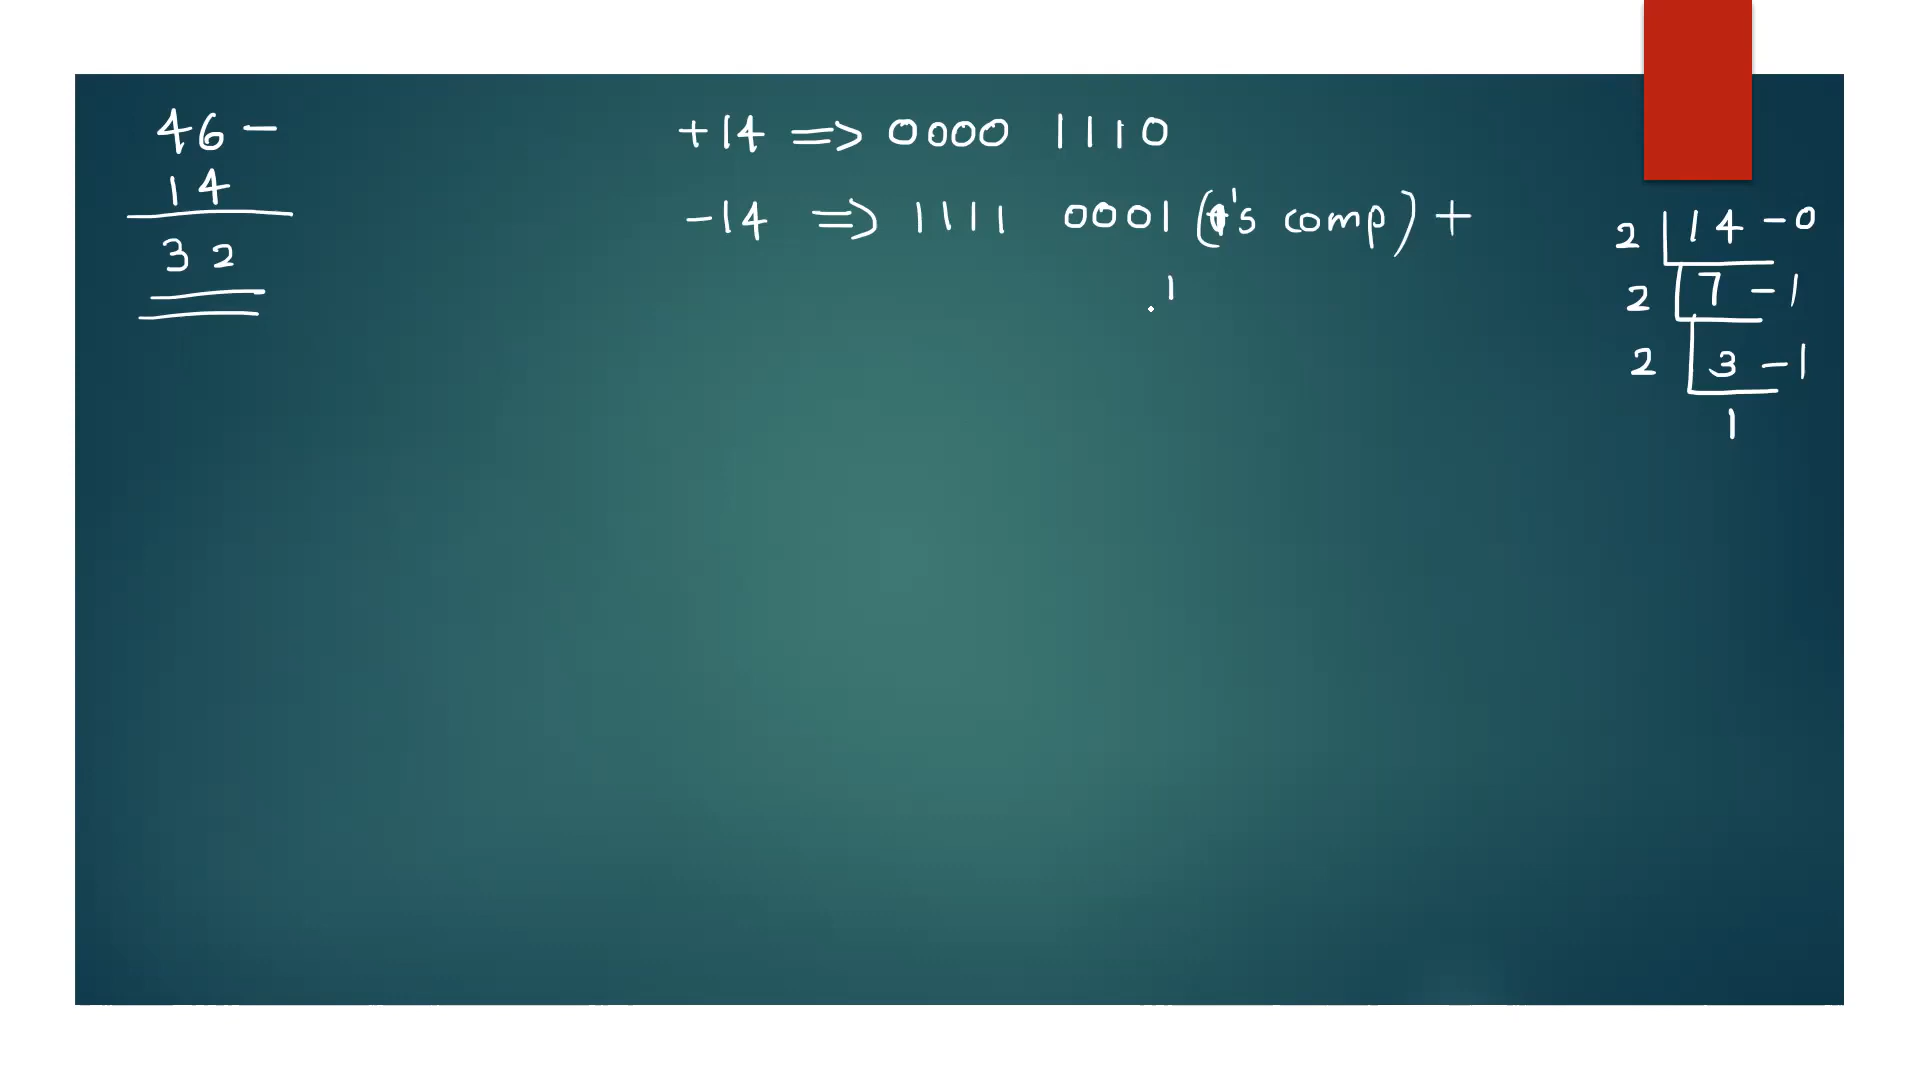 46 -
14
32
+14 => 0000 1110
-14 => 1111 0001 (1's comp) +
1
2 14 - 0
2 7 - 1
2 3 - 1
1